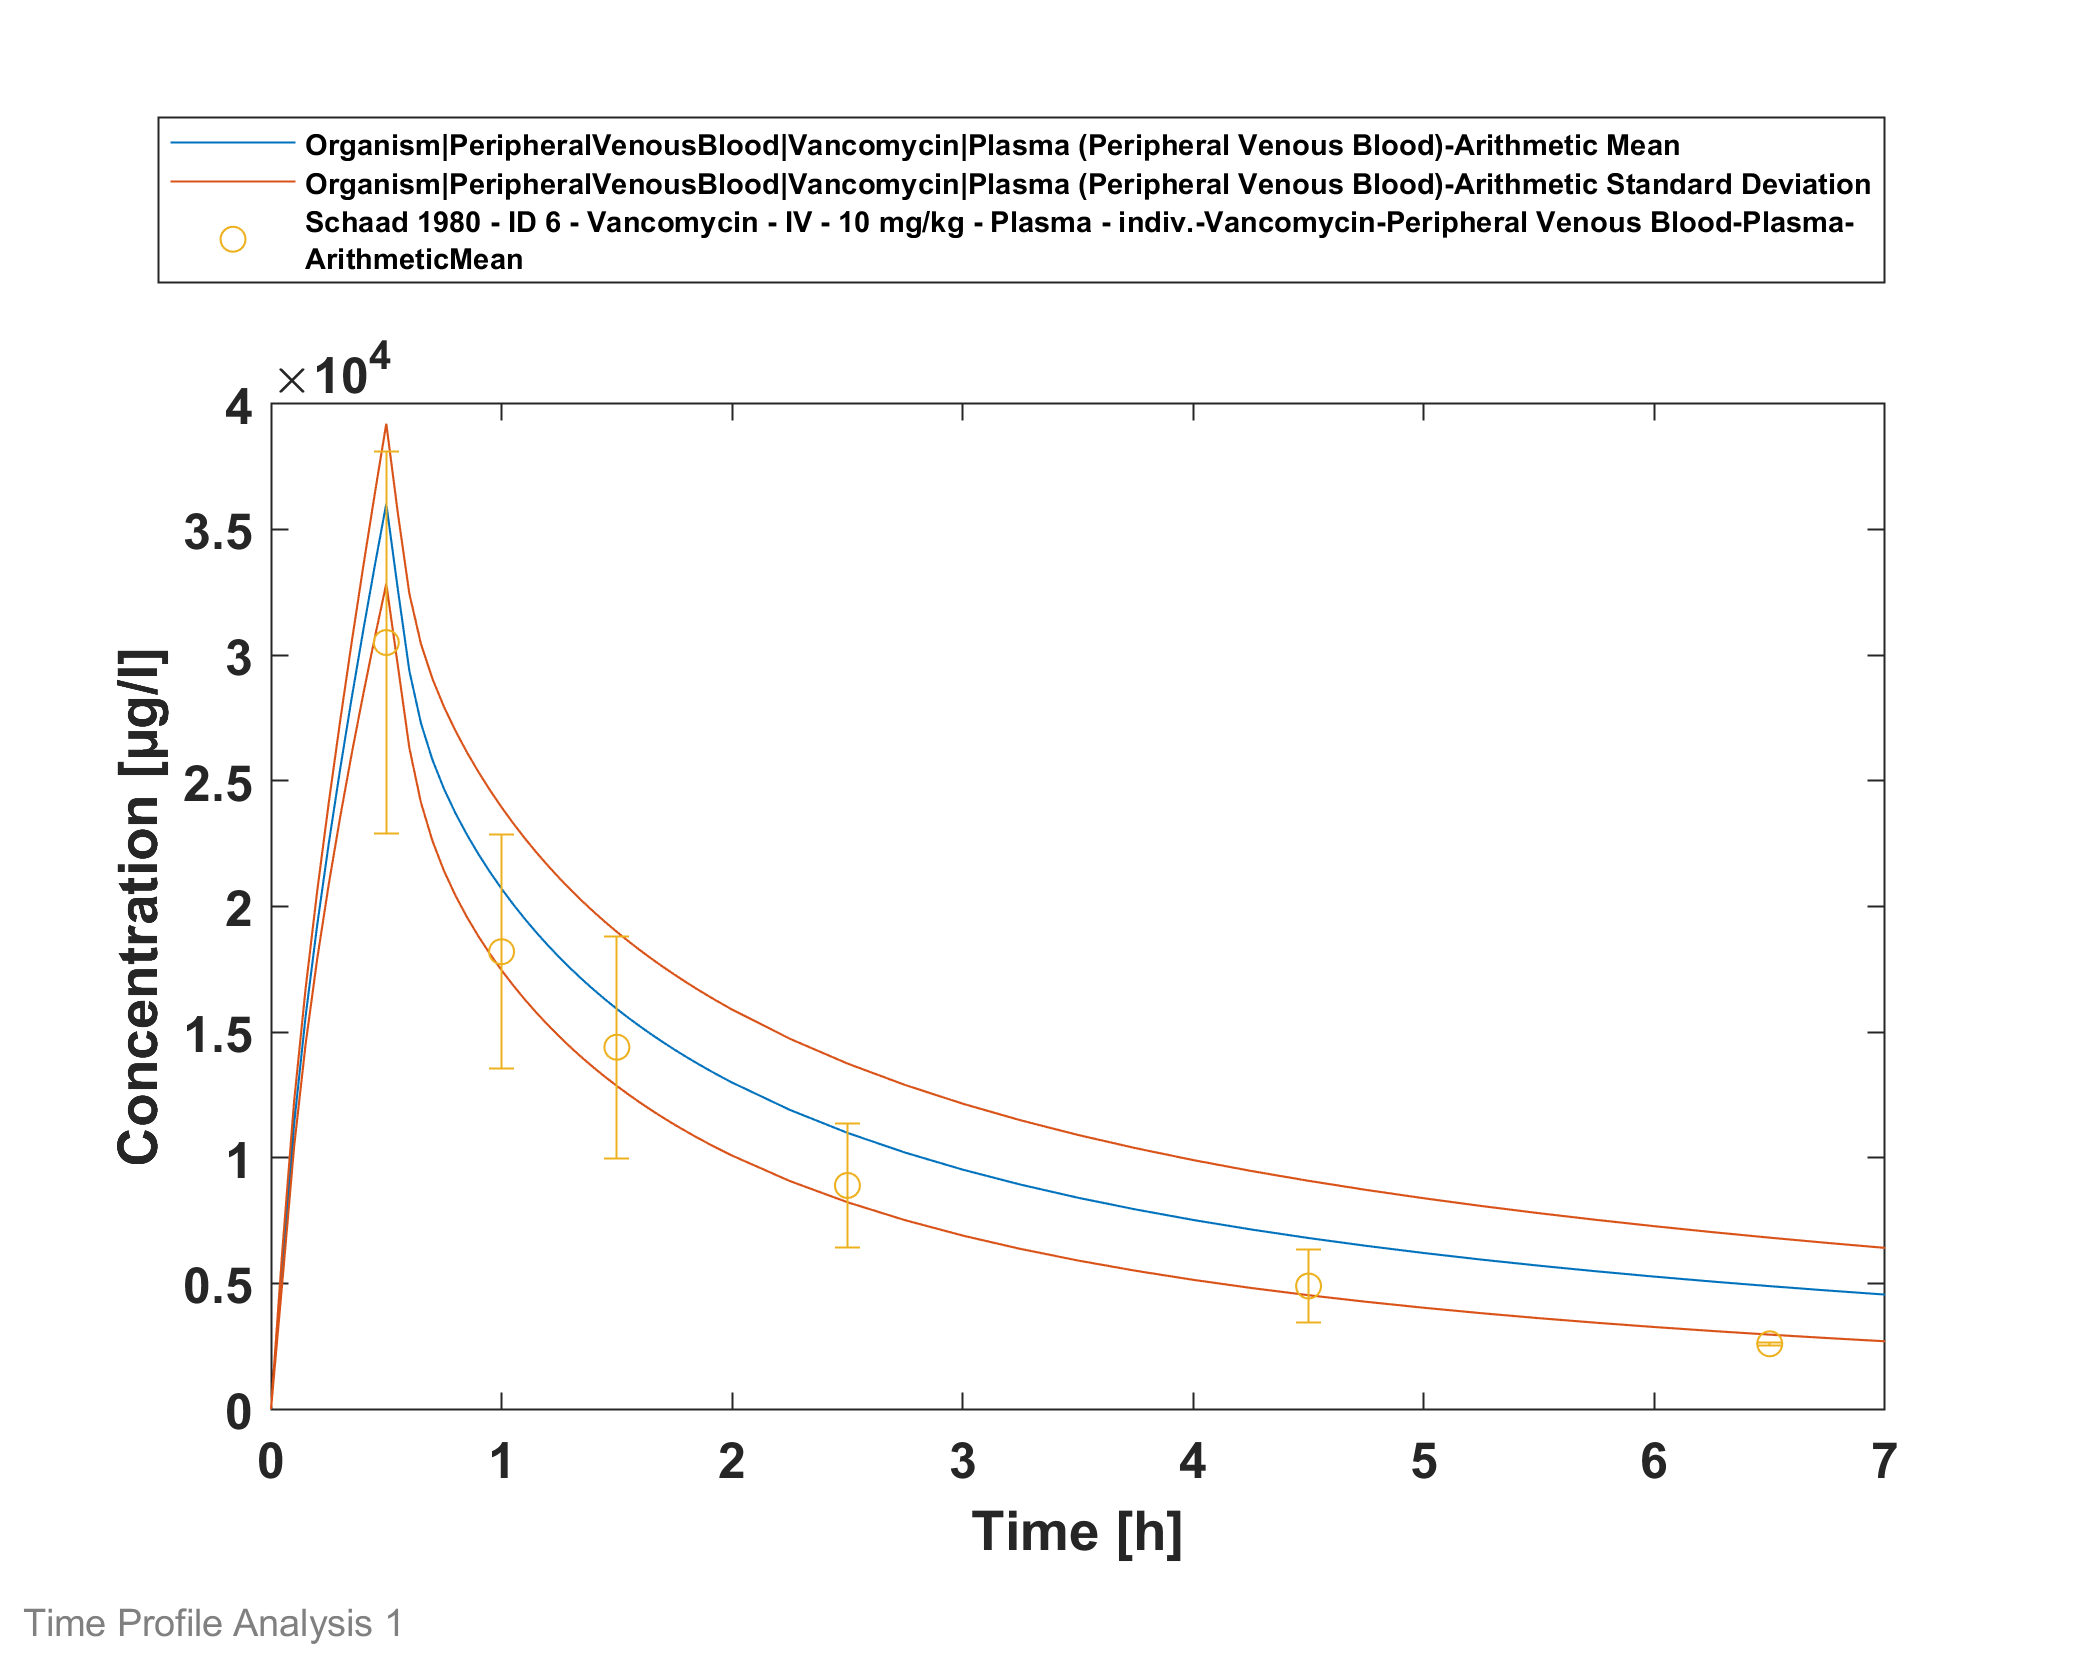 Organism|PeripheralVenousBlood|Vancomycin|Plasma (Peripheral Venous Blood)-Arithmetic Mean
Organism|PeripheralVenousBlood|Vancomycin|Plasma (Peripheral Venous Blood)-Arithmetic Standard Deviation
Schaad 1980 - ID 6 - Vancomycin - IV - 10 mg/kg - Plasma - indiv.-Vancomycin-Peripheral Venous Blood-Plasma-
ArithmeticMean
×10⁴
4
3.5
3
2.5
2
1.5
1
0.5
0
Concentration [µg/l]
0 1 2 3 4 5 6 7
Time [h]
Time Profile Analysis 1